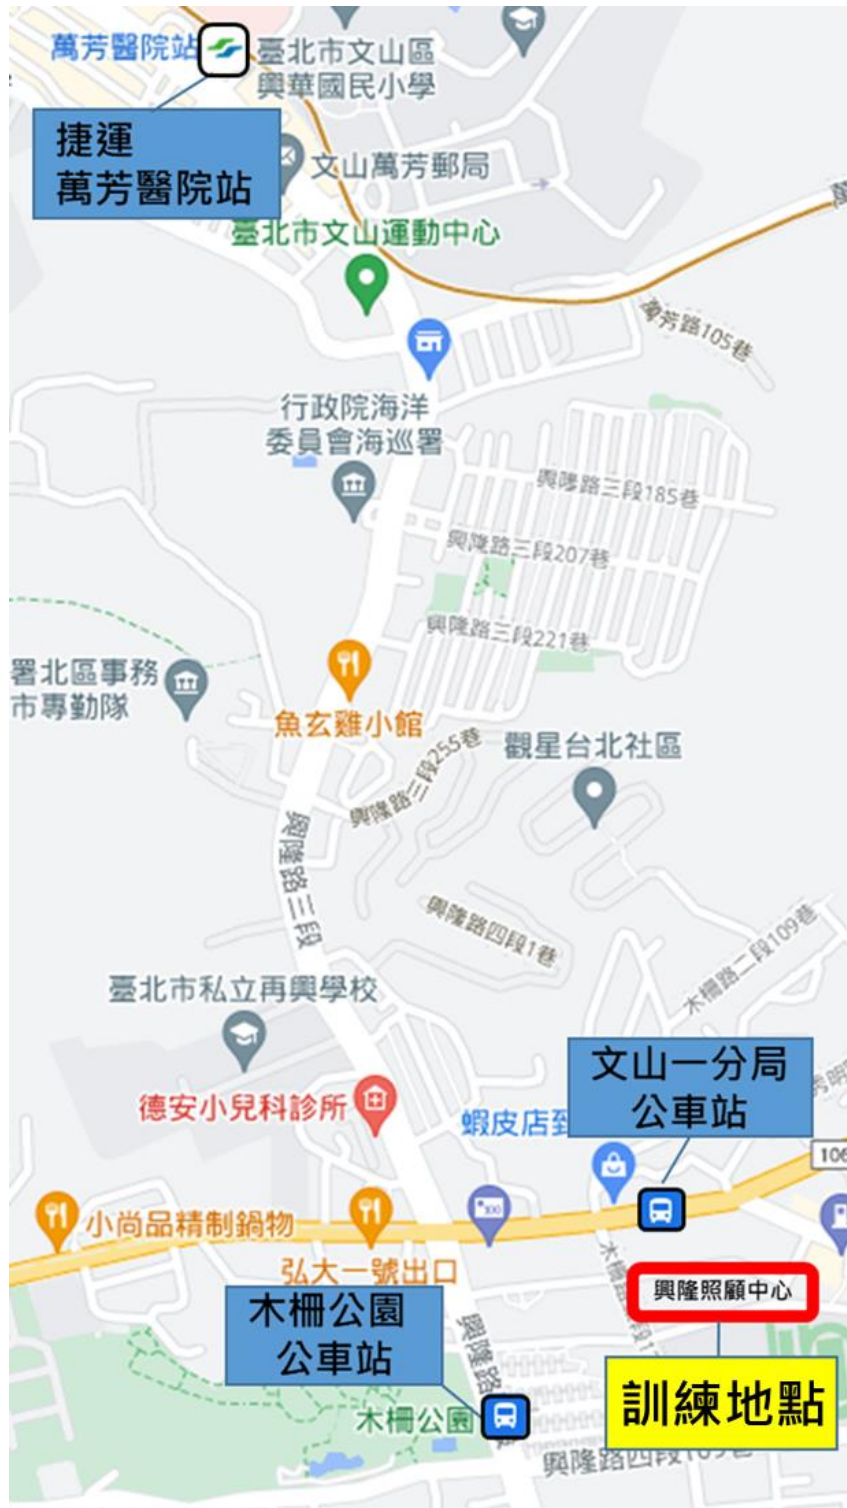 萬芳醫院站
臺北市文山區
興華國民小學
捷運
萬芳醫院站
文山萬芳郵局
臺北市文山運動中心
萬芳路105巷
行政院海洋
委員會海巡署
興隆路三段185巷
興隆路三段207巷
興隆路三段221巷
署北區事務
市專勤隊
魚玄雞小館
興隆路三段255巷
觀星台北社區
興隆路三段
興隆路四段1巷
木柵路二段109巷
臺北市私立再興學校
文山一分局
公車站
秀明
德安小兒科診所
蝦皮店到
106
小尚品精制鍋物
弘大一號出口
木柵路
興隆照顧中心
木柵公園
公車站
興隆路
訓練地點
木柵公園
興隆路四段